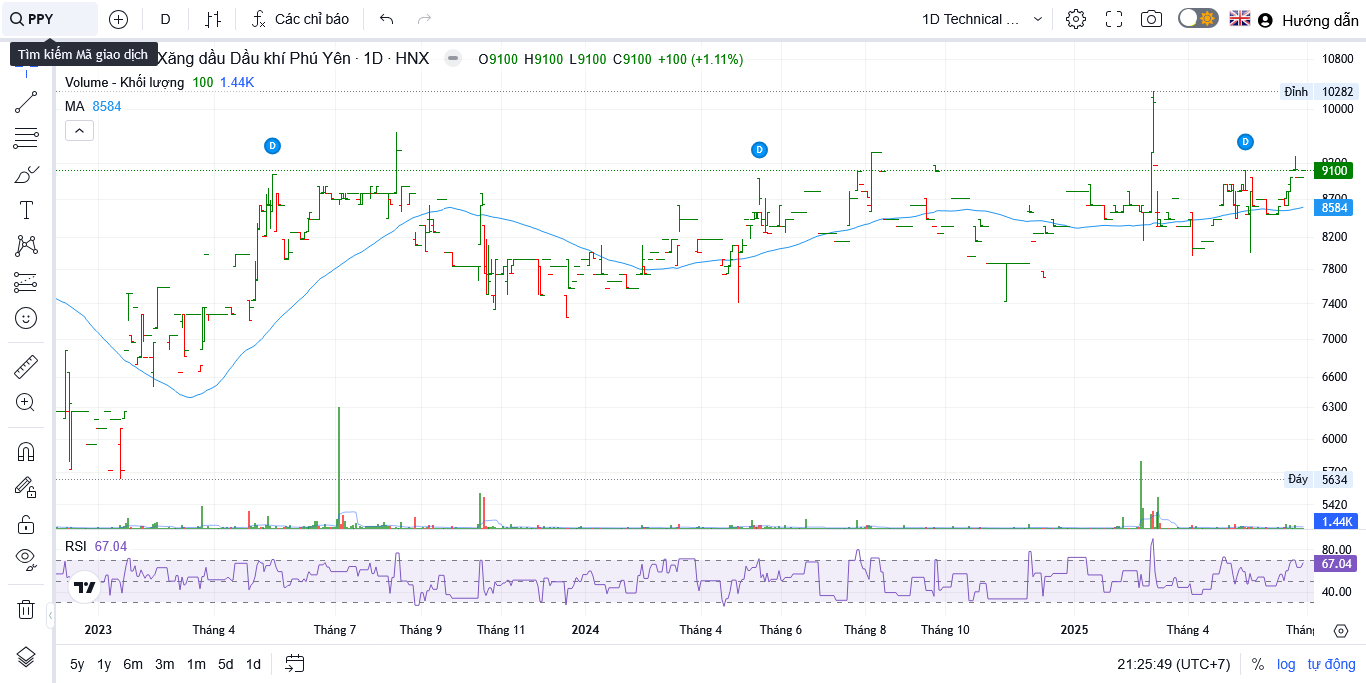 PPY D Các chỉ báo 1D Technical ... Hướng dẫn
Tìm kiếm Mã giao dịch
Xăng dầu Dầu khí Phú Yên · 1D · HNX O9100 H9100 L9100 C9100 +100 (+1.11%)
Volume - Khối lượng 100 1.44K
MA 8584
10800
Đỉnh 10282
10000
D D D
9100
8584
8200
7800
7400
7000
6600
6300
6000
Đáy 5634
5420
1.44K
RSI 67.04
80.00
67.04
40.00
2023 Tháng 4 Tháng 7 Tháng 9 Tháng 11 2024 Tháng 4 Tháng 6 Tháng 8 Tháng 10 2025 Tháng 4 Tháng
5y 1y 6m 3m 1m 5d 1d 21:25:49 (UTC+7) % log tự động